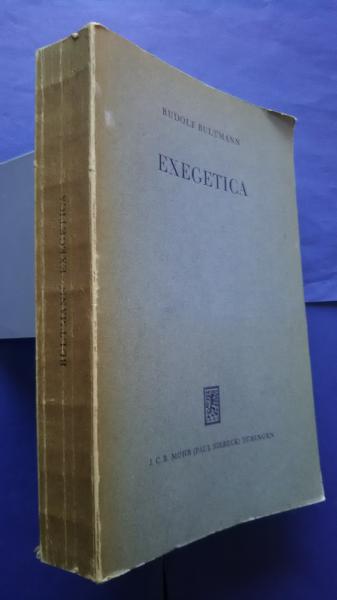 RUDOLF BULTMANN
EXEGETICA
J.C.B. MOHR (PAUL SIEBECK) TÜBINGEN
BULTMANN EXEGETICA